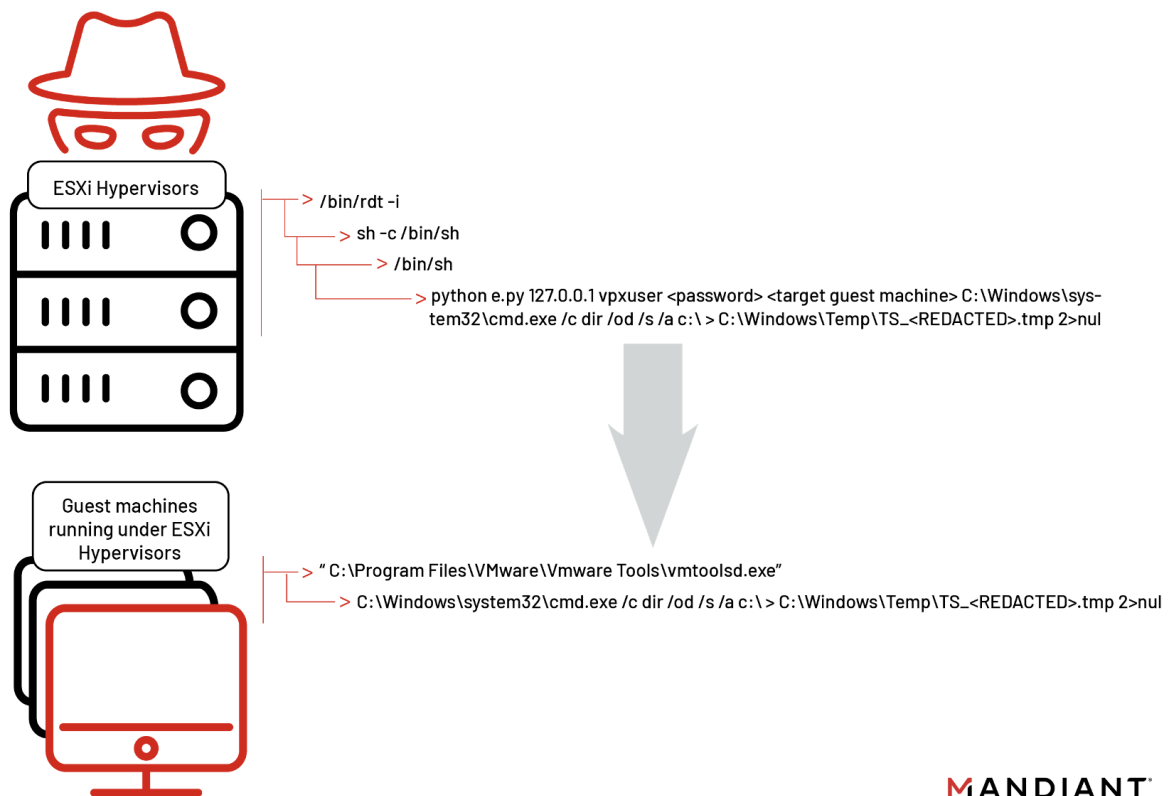 ESXi Hypervisors
> /bin/rdt -i
> sh -c /bin/sh
> /bin/sh
> python e.py 127.0.0.1 vpxuser <password> <target guest machine> C:\Windows\sys-
tem32\cmd.exe /c dir /od /s /a c:\ > C:\Windows\Temp\TS_<REDACTED>.tmp 2>nul
Guest machines
running under ESXi
Hypervisors
> “ C:\Program Files\VMware\Vmware Tools\vmtoolsd.exe”
> C:\Windows\system32\cmd.exe /c dir /od /s /a c:\ > C:\Windows\Temp\TS_<REDACTED>.tmp 2>nul
MANDIANT